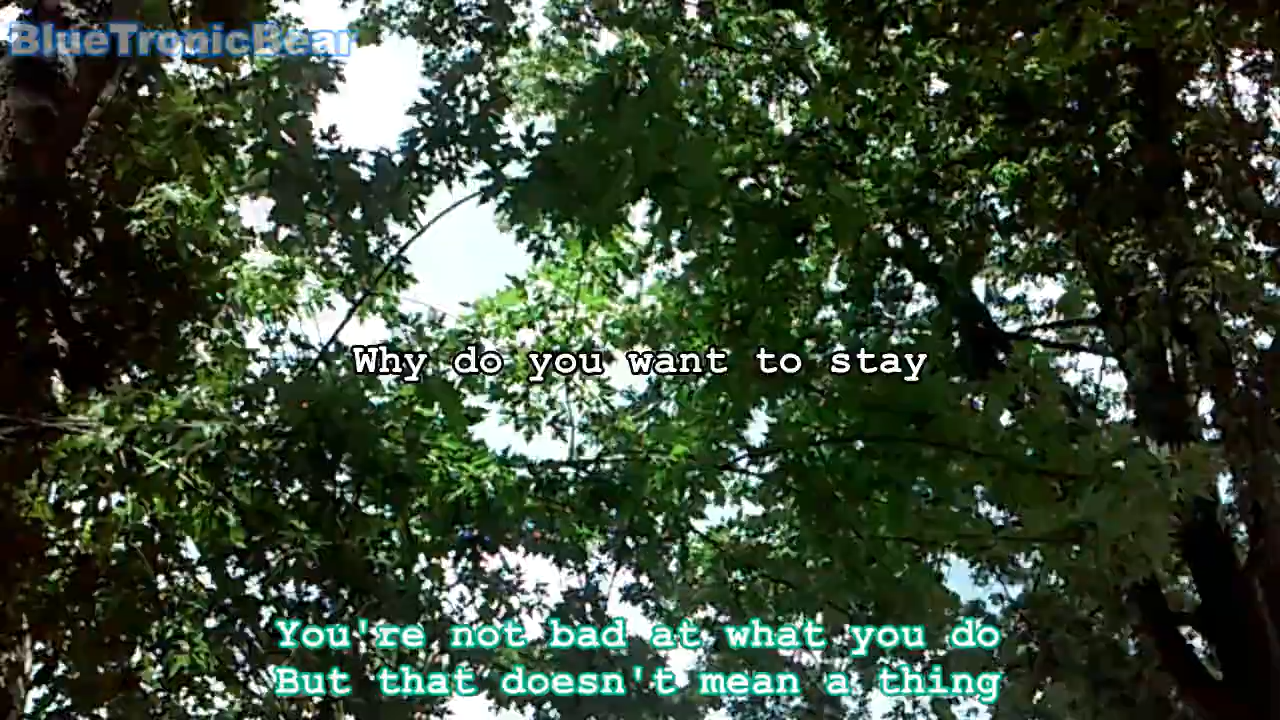 BlueTronicBear
Why do you want to stay
You're not bad at what you do
But that doesn't mean a thing